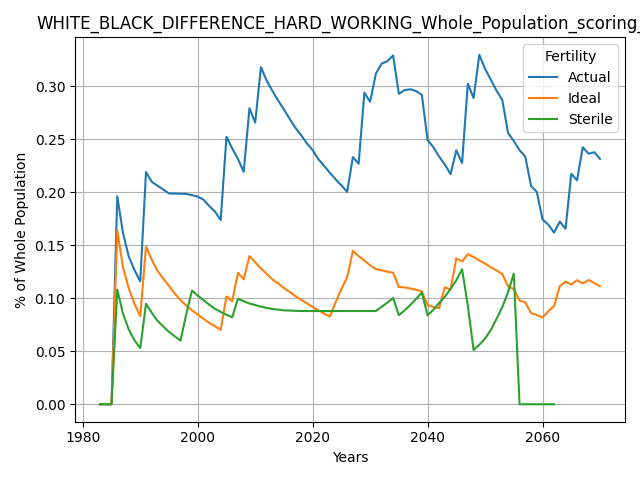 WHITE_BLACK_DIFFERENCE_HARD_WORKING_Whole_Population_scoring_
Fertility
Actual
Ideal
Sterile
% of Whole Population
0.30
0.25
0.20
0.15
0.10
0.05
0.00
1980 2000 2020 2040 2060
Years